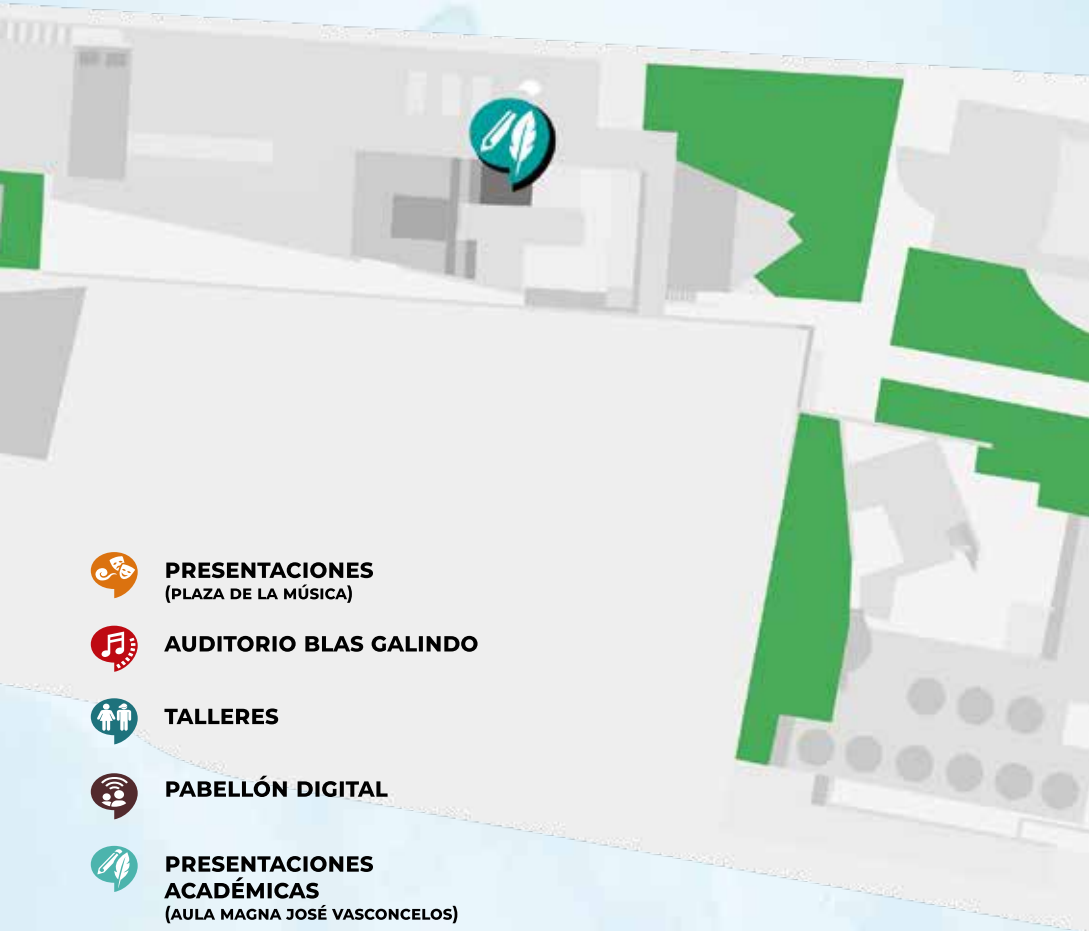 PRESENTACIONES
(PLAZA DE LA MÚSICA)
AUDITORIO BLAS GALINDO
TALLERES
PABELLÓN DIGITAL
PRESENTACIONES
ACADÉMICAS
(AULA MAGNA JOSÉ VASCONCELOS)